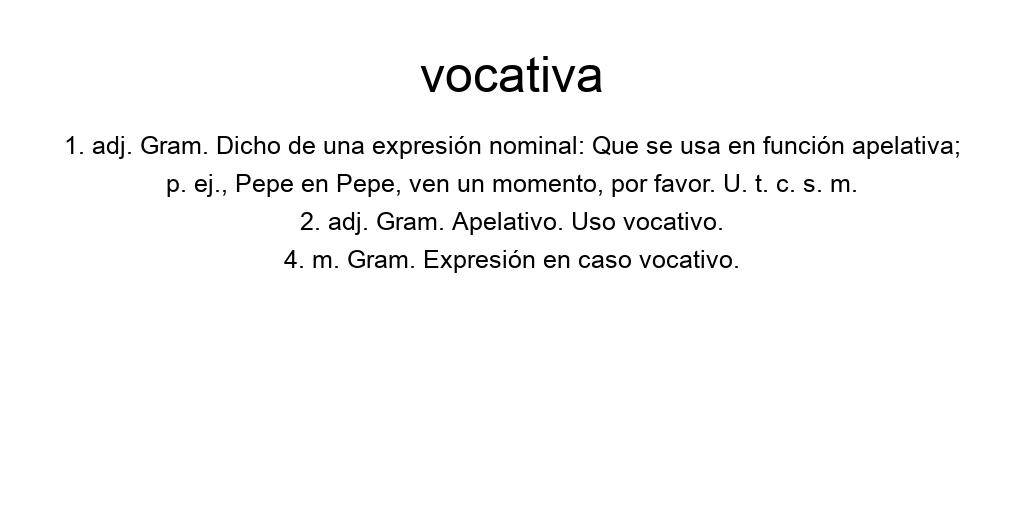 vocativa
1. adj. Gram. Dicho de una expresión nominal: Que se usa en función apelativa;
p. ej., Pepe en Pepe, ven un momento, por favor. U. t. c. s. m.
2. adj. Gram. Apelativo. Uso vocativo.
4. m. Gram. Expresión en caso vocativo.